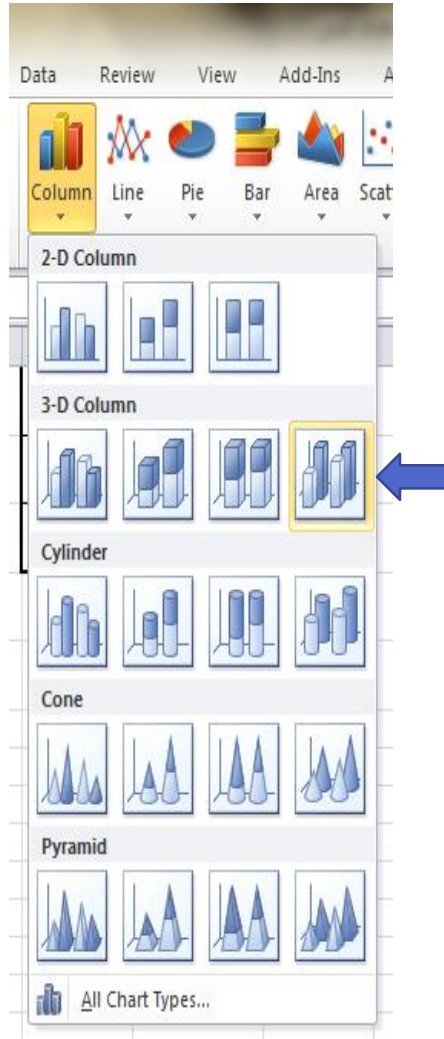 Data Review View Add-Ins A
Column Line Pie Bar Area Scat
2-D Column
3-D Column
Cylinder
Cone
Pyramid
All Chart Types...